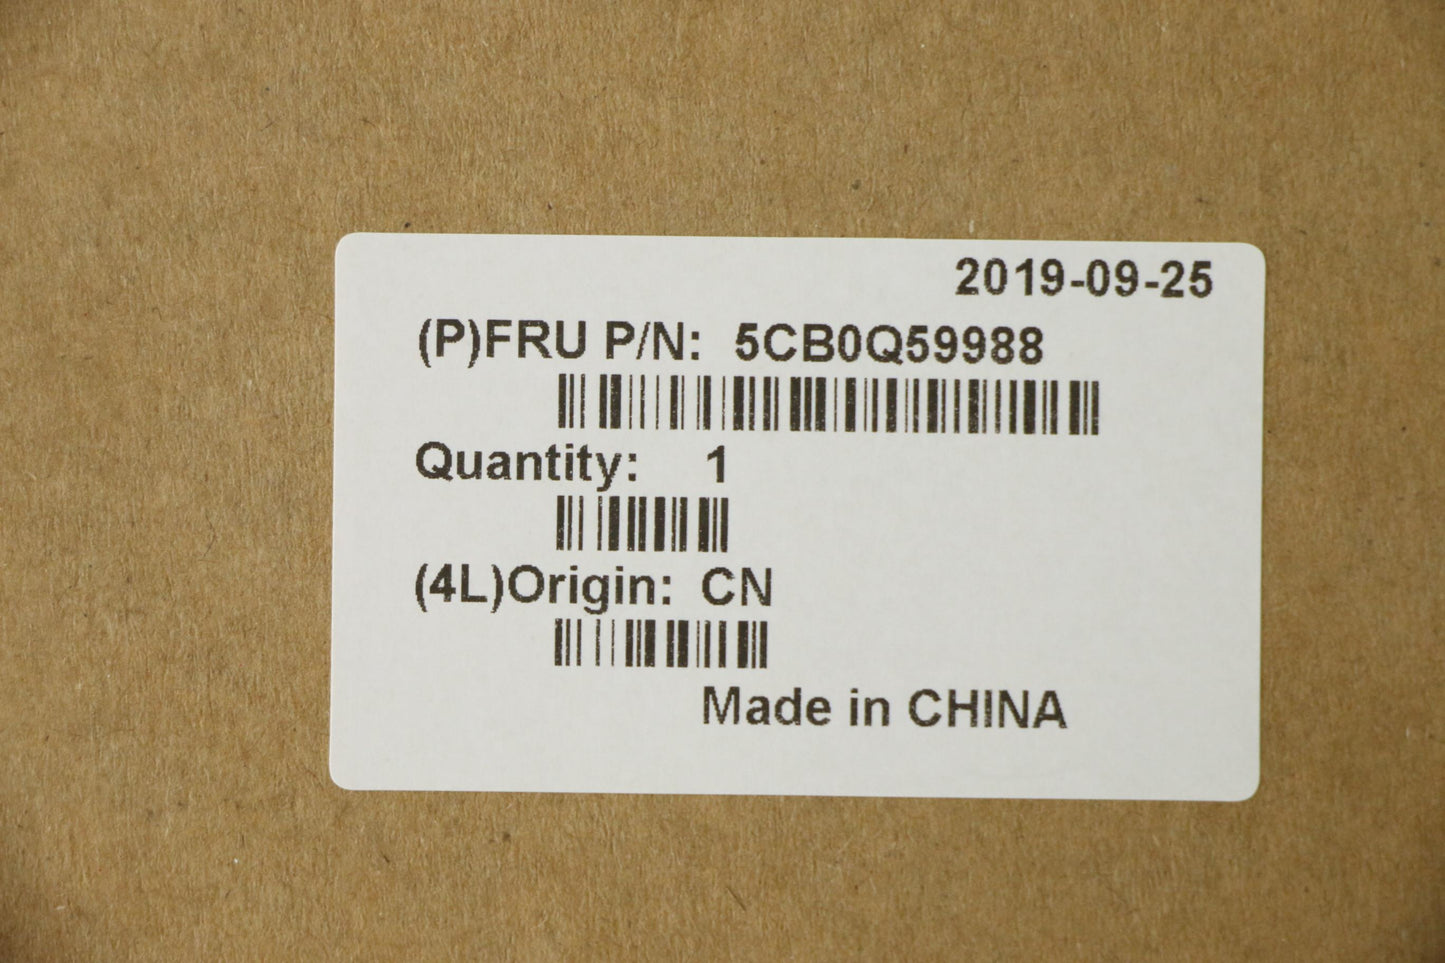 2019-09-25
(P)FRU P/N: 5CB0Q59988
Quantity: 1
(4L)Origin: CN
Made in CHINA